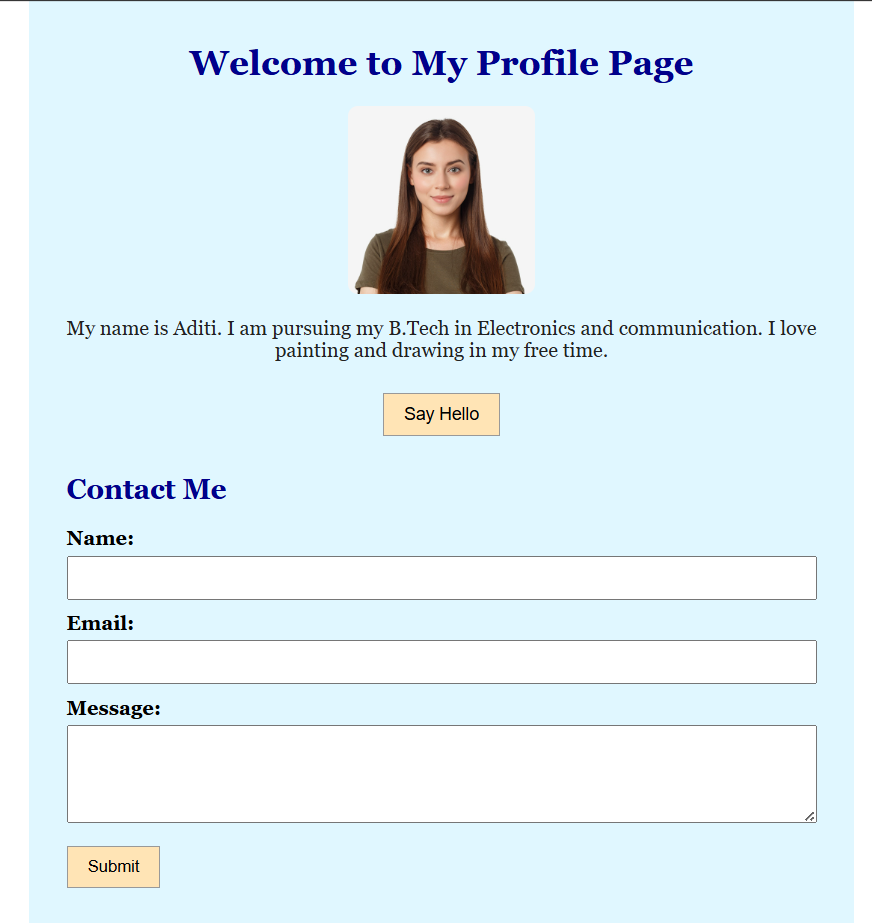 Welcome to My Profile Page
My name is Aditi. I am pursuing my B.Tech in Electronics and communication. I love
painting and drawing in my free time.
Say Hello
Contact Me
Name:
Email:
Message:
Submit